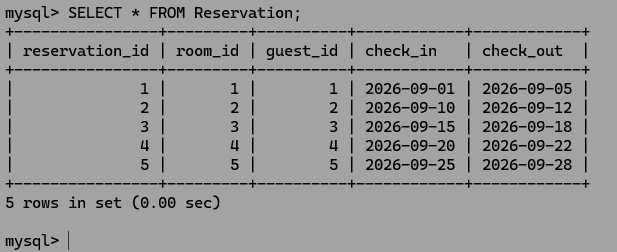 mysql> SELECT * FROM Reservation;
+----------------+---------+----------+------------+------------+
| reservation_id | room_id | guest_id | check_in   | check_out  |
+----------------+---------+----------+------------+------------+
|              1 |       1 |        1 | 2026-09-01 | 2026-09-05 |
|              2 |       2 |        2 | 2026-09-10 | 2026-09-12 |
|              3 |       3 |        3 | 2026-09-15 | 2026-09-18 |
|              4 |       4 |        4 | 2026-09-20 | 2026-09-22 |
|              5 |       5 |        5 | 2026-09-25 | 2026-09-28 |
+----------------+---------+----------+------------+------------+
5 rows in set (0.00 sec)
mysql>